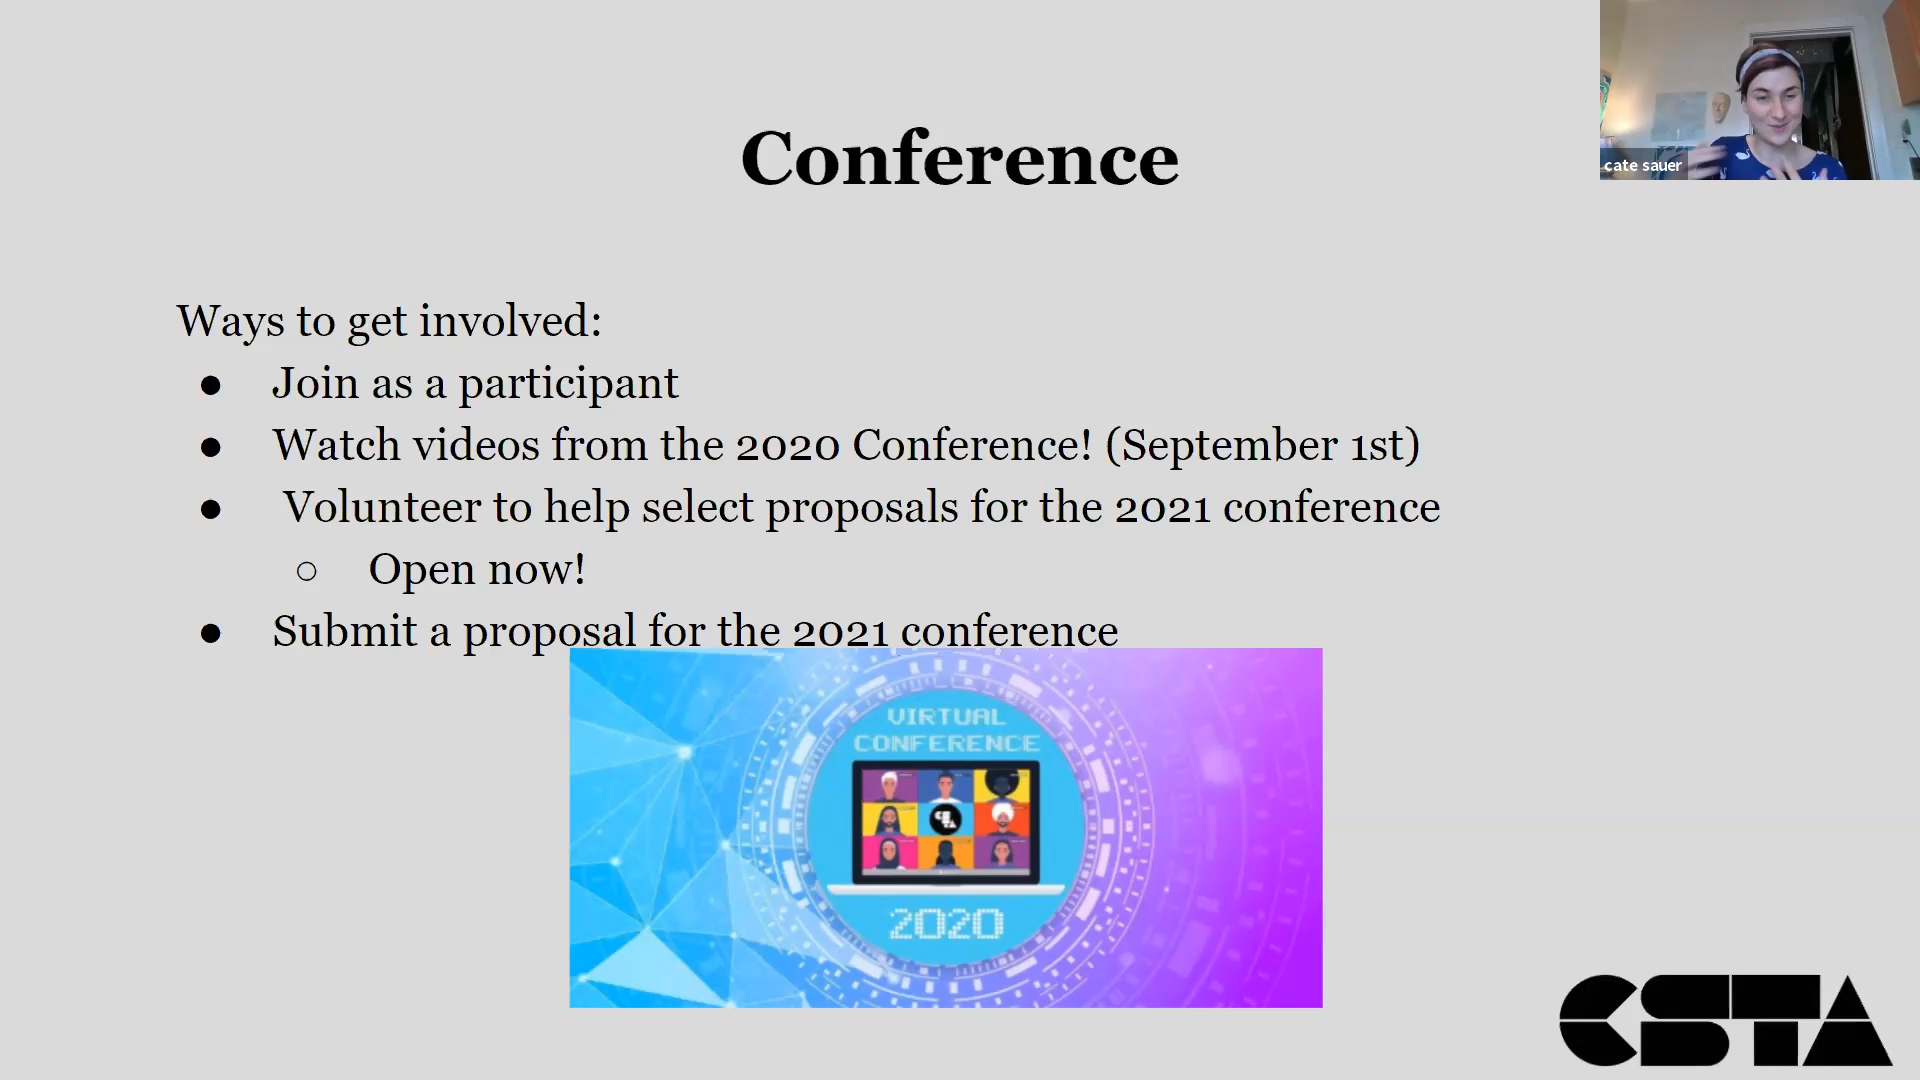 Conference
cate sauer
Ways to get involved:
● Join as a participant
● Watch videos from the 2020 Conference! (September 1st)
● Volunteer to help select proposals for the 2021 conference
○ Open now!
● Submit a proposal for the 2021 conference
VIRTUAL
CONFERENCE
2020
CSTA